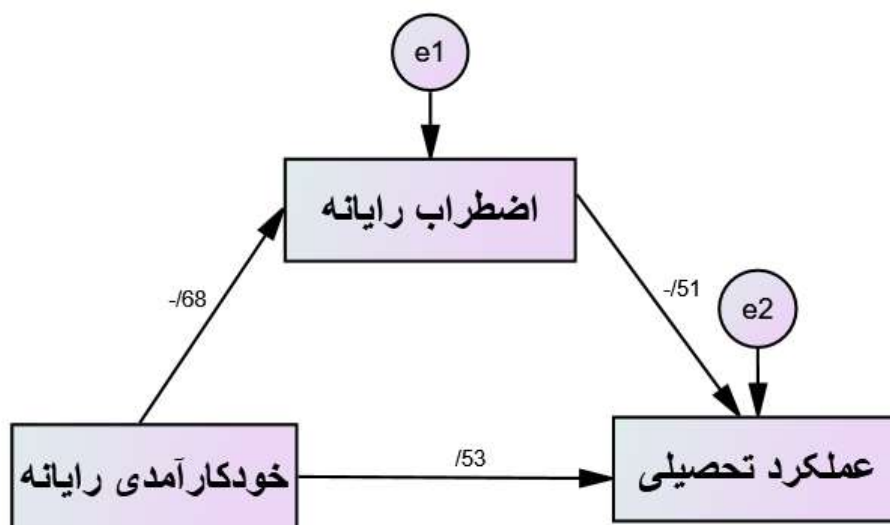 e1
اضطراب رایانه
-/68
-/51
e2
خودکارآمدی رایانه
/53
عملکرد تحصیلی